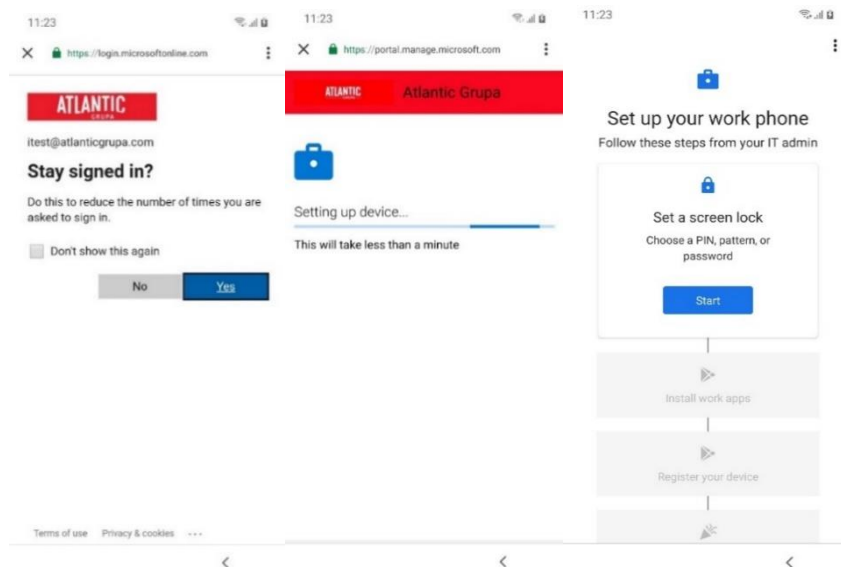 11:23
https://login.microsoftonline.com
ATLANTIC
GRUPA
itest@atlanticgrupa.com
Stay signed in?
Do this to reduce the number of times you are
asked to sign in.
Don't show this again
No
Yes
Terms of use Privacy & cookies ...
11:23
https://portal.manage.microsoft.com
ATLANTIC
GRUPA
Atlantic Grupa
Setting up device...
This will take less than a minute
11:23
Set up your work phone
Follow these steps from your IT admin
Set a screen lock
Choose a PIN, pattern, or
password
Start
Install work apps
Register your device